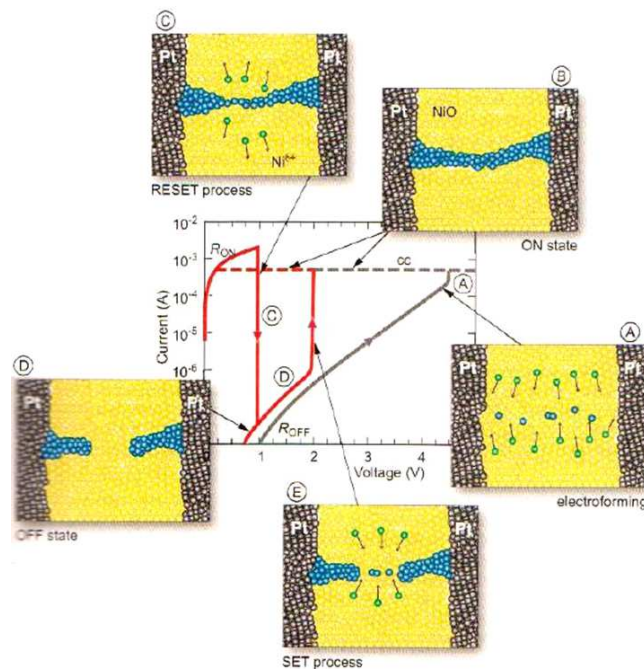 C
Pt
Pt
Ni
RESET process
B
Pt
NiO
Pt
ON state
10-2
10-3
10-4
10-5
10-6
Current (A)
RON
cc
A
C
D
ROFF
1
2
3
4
Voltage (V)
D
Pt
Pt
OFF state
A
Pt
Pt
electroforming
E
Pt
Pt
SET process